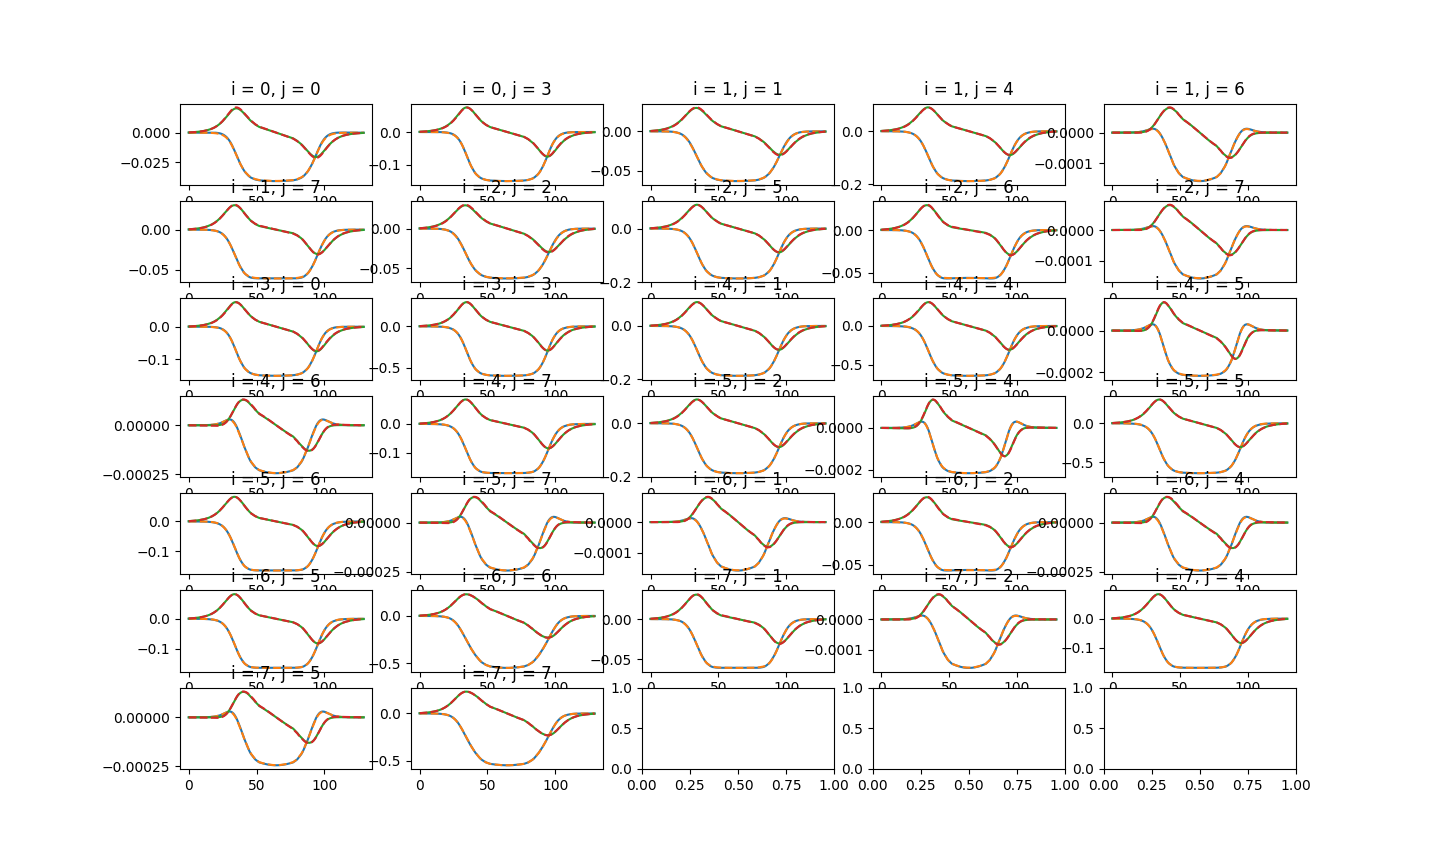 i = 0, j = 0 i = 0, j = 3 i = 1, j = 1 i = 1, j = 4 i = 1, j = 6
0.000 0.0 0.00 0.0 0.0000
−0.025 −0.1 −0.05 −0.2 −0.0001
i = 1, j = 7 i = 2, j = 2 i = 2, j = 5 i = 2, j = 6 i = 2, j = 7
0.00 0.00 0.0 0.00 0.0000
−0.05 −0.05 −0.2 −0.05 −0.0001
i = 3, j = 0 i = 3, j = 3 i = 4, j = 1 i = 4, j = 4 i = 4, j = 5
0.0 0.0 0.0 0.0 0.0000
−0.1 −0.5 −0.2 −0.5 −0.0002
i = 4, j = 6 i = 4, j = 7 i = 5, j = 2 i = 5, j = 4 i = 5, j = 5
0.00000 0.0 0.0 0.0000 0.0
−0.00025 −0.1 −0.2 −0.0002 −0.5
i = 5, j = 6 i = 5, j = 7 i = 6, j = 1 i = 6, j = 2 i = 6, j = 4
0.0 0.00000 0.0000 0.00 0.00000
−0.1 −0.00025 −0.0001 −0.05 −0.00025
i = 6, j = 5 i = 6, j = 6 i = 7, j = 1 i = 7, j = 2 i = 7, j = 4
0.0 0.0 0.00 0.0000 0.0
−0.1 −0.5 −0.05 −0.0001 −0.1
i = 7, j = 5 i = 7, j = 7
1.0 1.0 1.0
0.00000 0.0 0.5 0.5 0.5
−0.00025 −0.5 0.0 0.0 0.0
0 50 100 0 50 100 0.00 0.25 0.50 0.75 1.00 0.00 0.25 0.50 0.75 1.00 0.00 0.25 0.50 0.75 1.00